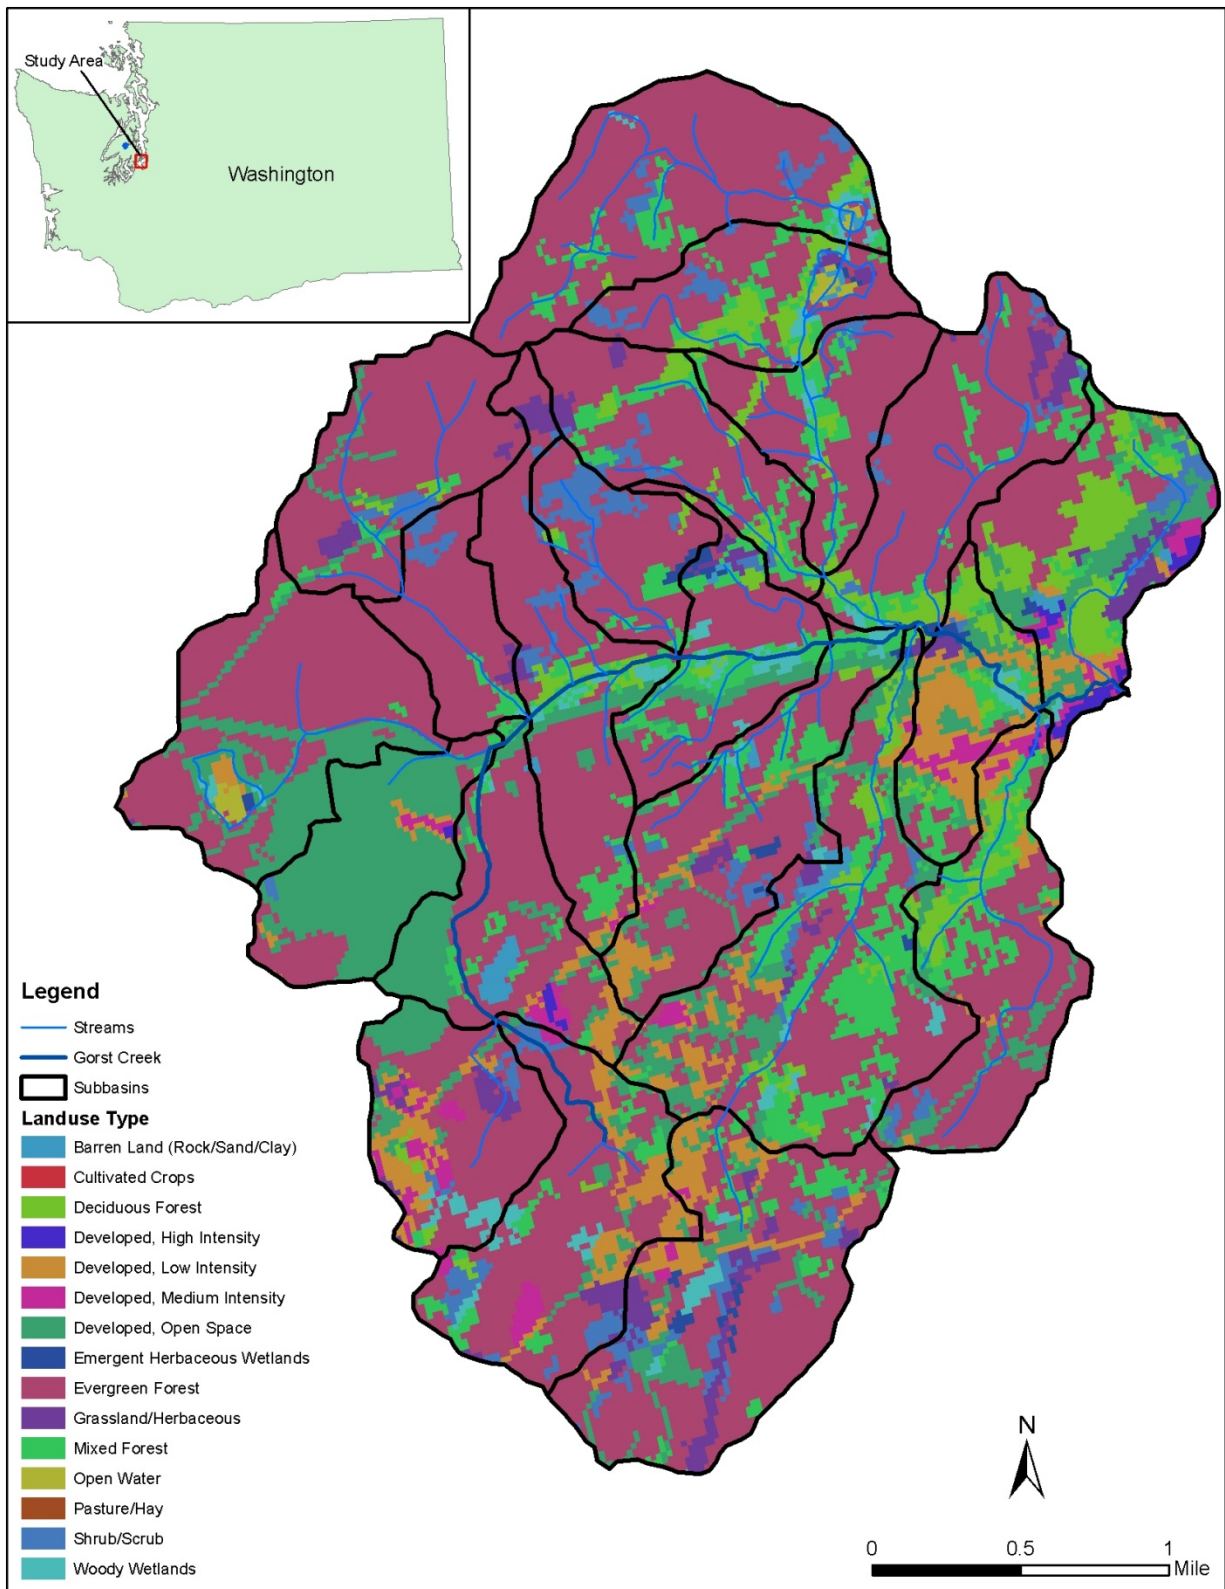 Study Area
Washington
Legend
Streams
Gorst Creek
Subbasins
Landuse Type
Barren Land (Rock/Sand/Clay)
Cultivated Crops
Deciduous Forest
Developed, High Intensity
Developed, Low Intensity
Developed, Medium Intensity
Developed, Open Space
Emergent Herbaceous Wetlands
Evergreen Forest
Grassland/Herbaceous
Mixed Forest
Open Water
Pasture/Hay
Shrub/Scrub
Woody Wetlands
N
0 0.5 1
Mile